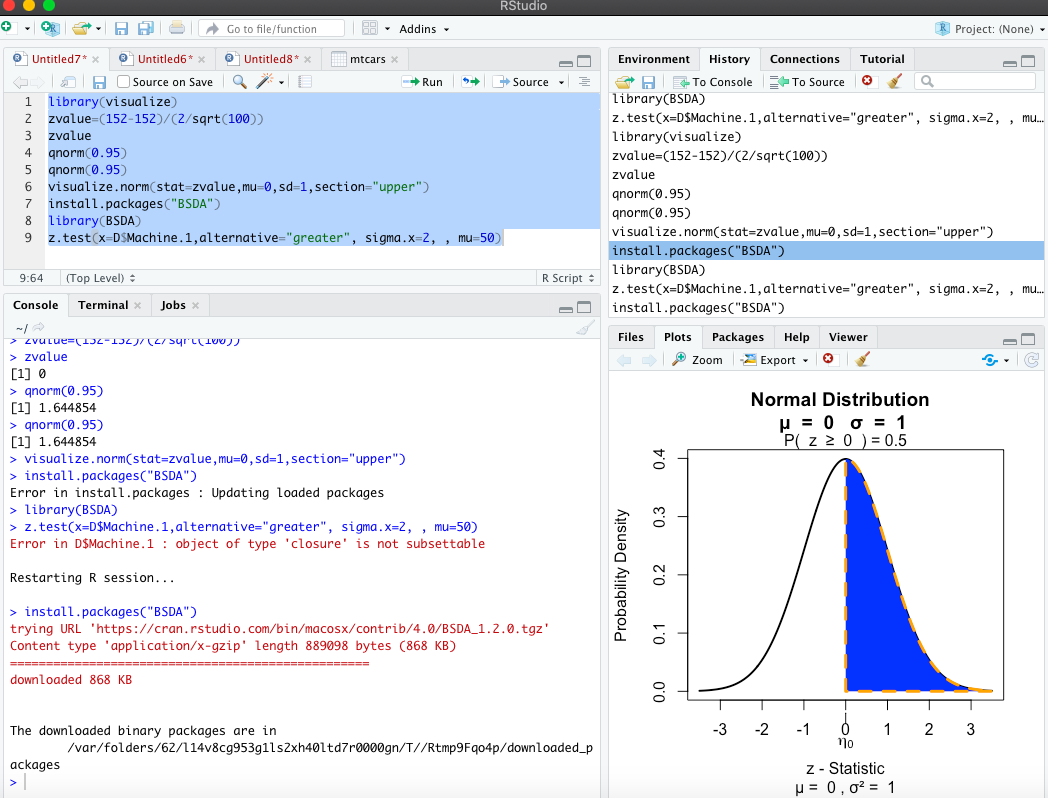 RStudio
Go to file/function
Addins
Project: (None)
Untitled7*
Untitled6*
Untitled8*
mtcars
Source on Save
Run
Source
1 library(visualize)
2 zvalue=(152-152)/(2/sqrt(100))
3 zvalue
4 qnorm(0.95)
5 qnorm(0.95)
6 visualize.norm(stat=zvalue,mu=0,sd=1,section="upper")
7 install.packages("BSDA")
8 library(BSDA)
9 z.test(x=D$Machine.1,alternative="greater", sigma.x=2, , mu=50)
9:64 (Top Level) R Script
Console Terminal Jobs
~/
> zvalue=(152-152)/(2/sqrt(100))
> zvalue
[1] 0
> qnorm(0.95)
[1] 1.644854
> qnorm(0.95)
[1] 1.644854
> visualize.norm(stat=zvalue,mu=0,sd=1,section="upper")
> install.packages("BSDA")
Error in install.packages : Updating loaded packages
> library(BSDA)
> z.test(x=D$Machine.1,alternative="greater", sigma.x=2, , mu=50)
Error in D$Machine.1 : object of type 'closure' is not subsettable
Restarting R session...
> install.packages("BSDA")
trying URL 'https://cran.rstudio.com/bin/macosx/contrib/4.0/BSDA_1.2.0.tgz'
Content type 'application/x-gzip' length 889098 bytes (868 KB)
==================================================
downloaded 868 KB
The downloaded binary packages are in
/var/folders/62/l14v8cg953g1ls2xh40ltd7r0000gn/T//Rtmp9Fqo4p/downloaded_p
ackages
>
Environment History Connections Tutorial
To Console To Source
library(BSDA)
z.test(x=D$Machine.1,alternative="greater", sigma.x=2, , mu…
library(visualize)
zvalue=(152-152)/(2/sqrt(100))
zvalue
qnorm(0.95)
qnorm(0.95)
visualize.norm(stat=zvalue,mu=0,sd=1,section="upper")
install.packages("BSDA")
library(BSDA)
z.test(x=D$Machine.1,alternative="greater", sigma.x=2, , mu…
install.packages("BSDA")
Files Plots Packages Help Viewer
Zoom Export
Normal Distribution
μ = 0 σ = 1
P( z ≥ 0 ) = 0.5
Probability Density
0.4
0.3
0.2
0.1
0.0
-3 -2 -1 0 1 2 3
η0
z - Statistic
μ = 0 , σ² = 1